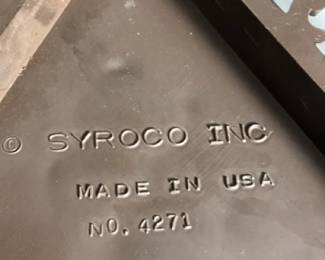 © SYROCO INC
MADE IN USA
NO. 4271